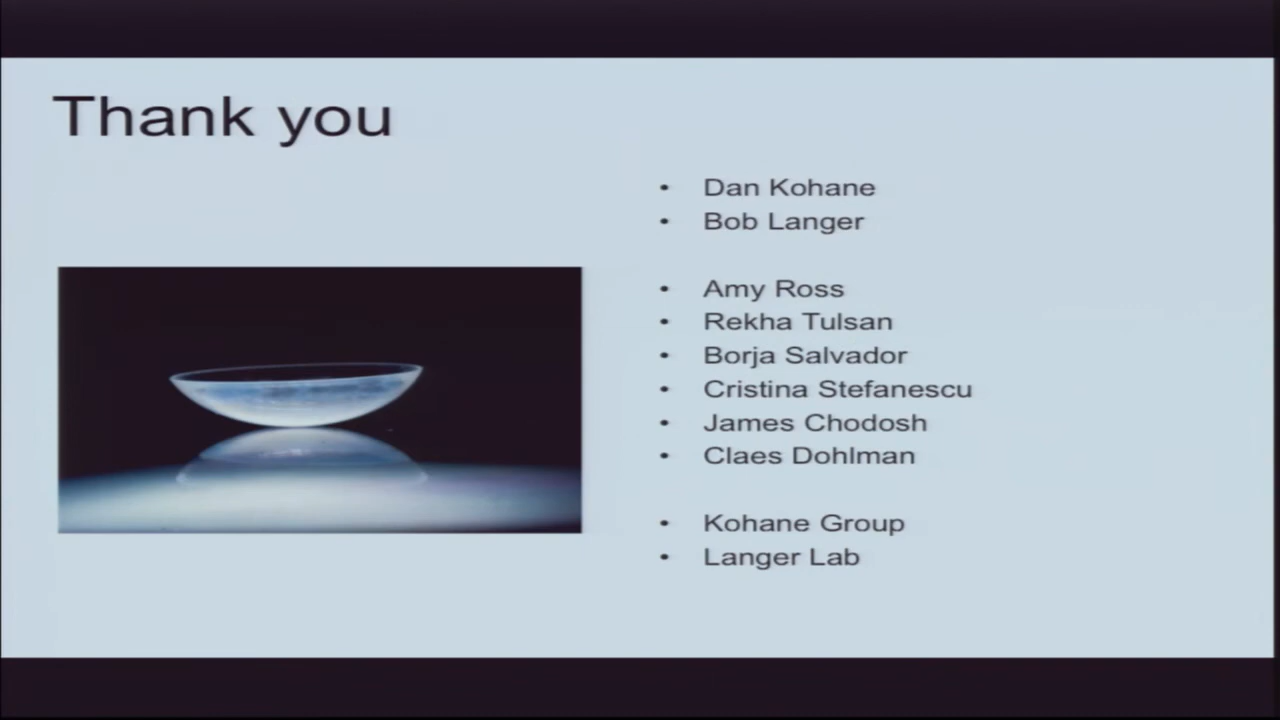 Thank you
• Dan Kohane
• Bob Langer
• Amy Ross
• Rekha Tulsan
• Borja Salvador
• Cristina Stefanescu
• James Chodosh
• Claes Dohlman
• Kohane Group
• Langer Lab